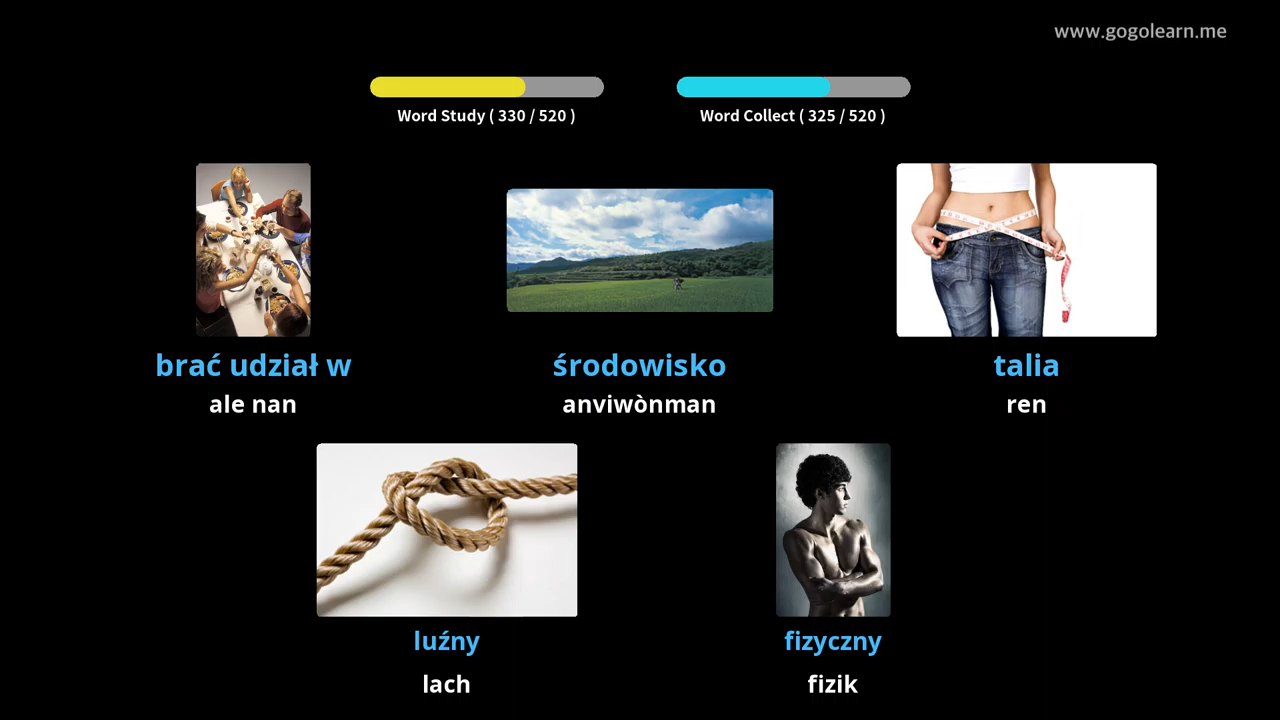 www.gogolearn.me
Word Study ( 330 / 520 )
Word Collect ( 325 / 520 )
brać udział w
ale nan
środowisko
anviwònman
talia
ren
luźny
lach
fizyczny
fizik